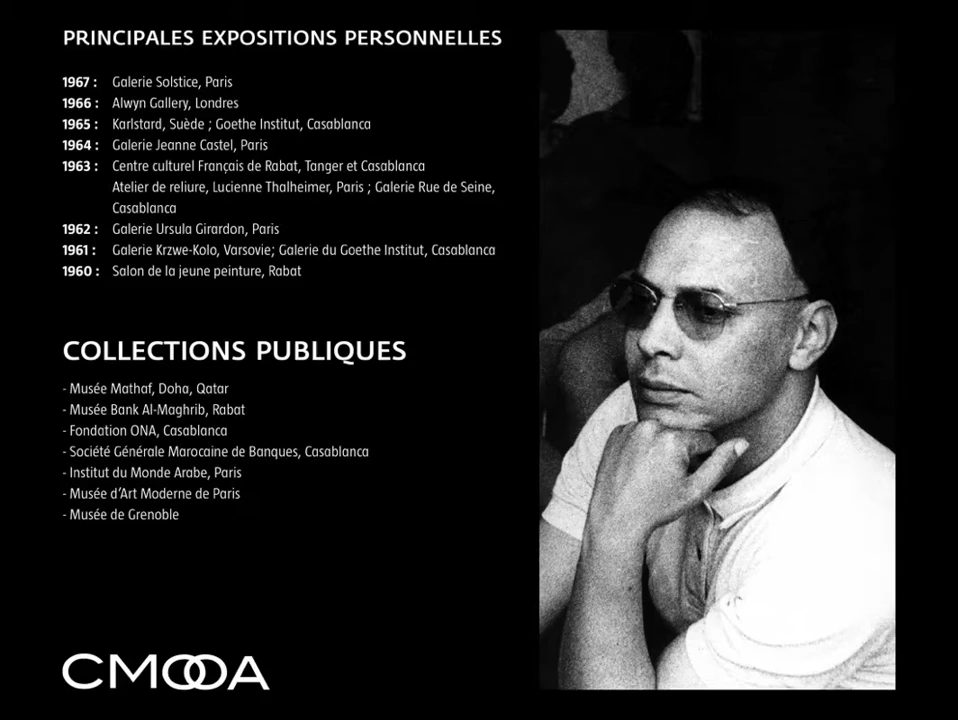 PRINCIPALES EXPOSITIONS PERSONNELLES
1967 : Galerie Solstice, Paris
1966 : Alwyn Gallery, Londres
1965 : Karlstard, Suède ; Goethe Institut, Casablanca
1964 : Galerie Jeanne Castel, Paris
1963 : Centre culturel Français de Rabat, Tanger et Casablanca
Atelier de reliure, Lucienne Thalheimer, Paris ; Galerie Rue de Seine,
Casablanca
1962 : Galerie Ursula Girardon, Paris
1961 : Galerie Krzwe-Kolo, Varsovie; Galerie du Goethe Institut, Casablanca
1960 : Salon de la jeune peinture, Rabat
COLLECTIONS PUBLIQUES
- Musée Mathaf, Doha, Qatar
- Musée Bank Al-Maghrib, Rabat
- Fondation ONA, Casablanca
- Société Générale Marocaine de Banques, Casablanca
- Institut du Monde Arabe, Paris
- Musée d’Art Moderne de Paris
- Musée de Grenoble
CMOOA